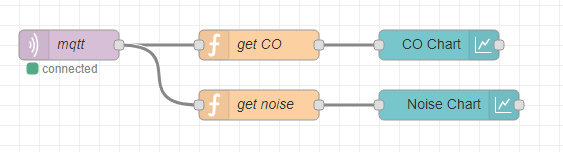 mqtt
connected
get CO
CO Chart
get noise
Noise Chart